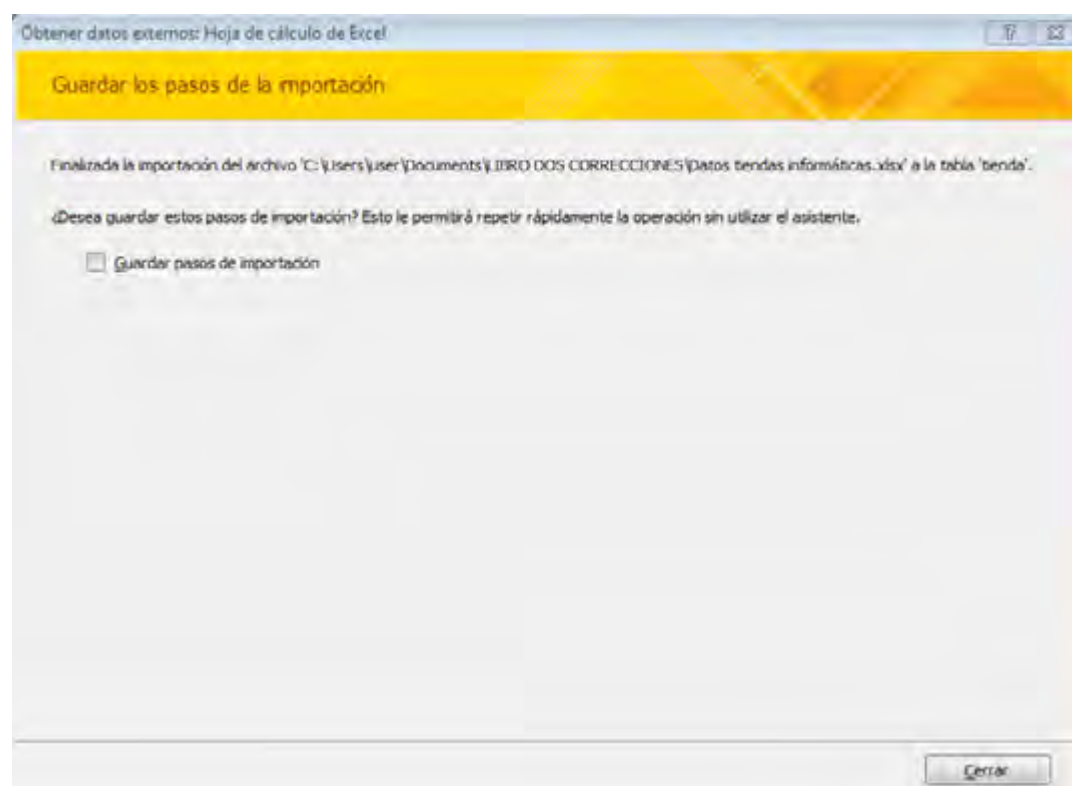 Obtener datos externos: Hoja de cálculo de Excel
Guardar los pasos de la importación
Finalizada la importación del archivo 'C:\Users\user\Documents\LIBRO DOS CORRECCIONES\Datos tiendas informáticas.xlsx' a la tabla 'tienda'.
¿Desea guardar estos pasos de importación? Esto le permitirá repetir rápidamente la operación sin utilizar el asistente.
Guardar pasos de importación
Cerrar